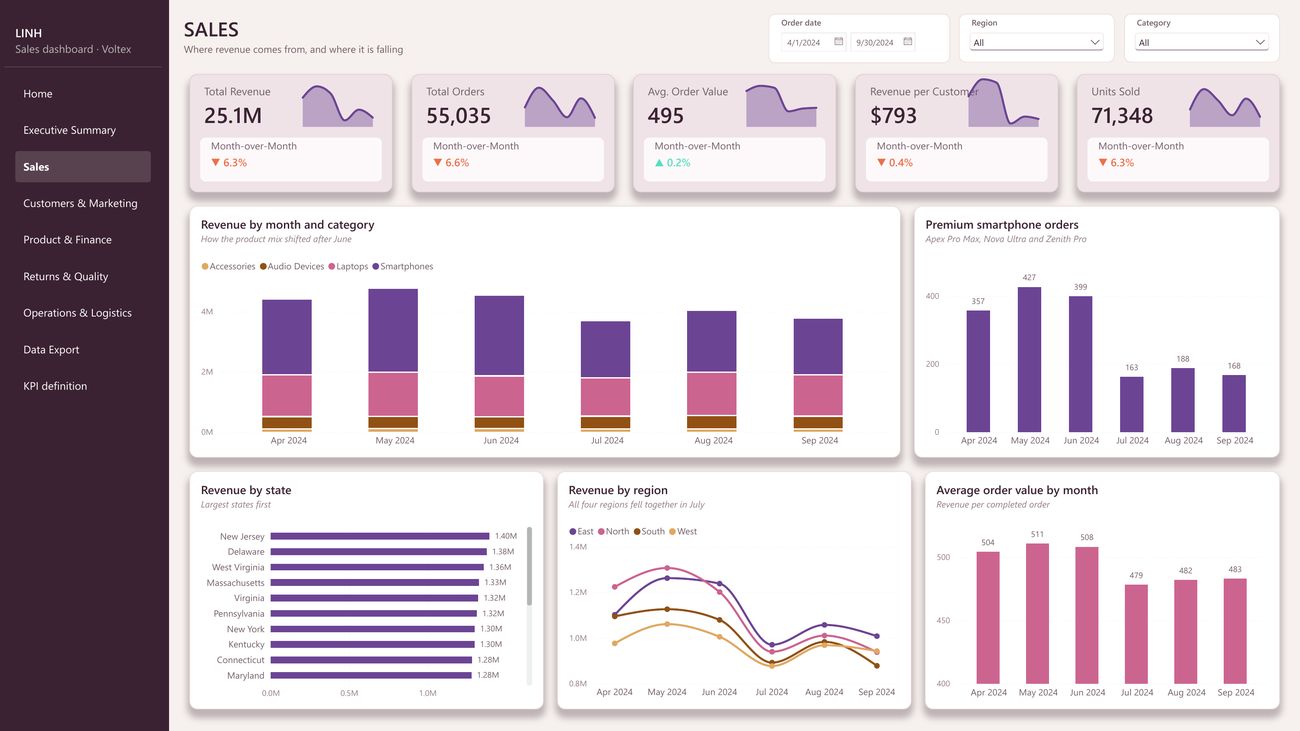 LINH
Sales dashboard · Voltex
Home
Executive Summary
Sales
Customers & Marketing
Product & Finance
Returns & Quality
Operations & Logistics
Data Export
KPI definition
SALES
Where revenue comes from, and where it is falling
Order date
4/1/2024
9/30/2024
Region
All
Category
All
Total Revenue
25.1M
Month-over-Month
▼ 6.3%
Total Orders
55,035
Month-over-Month
▼ 6.6%
Avg. Order Value
495
Month-over-Month
▲ 0.2%
Revenue per Customer
$793
Month-over-Month
▼ 0.4%
Units Sold
71,348
Month-over-Month
▼ 6.3%
Revenue by month and category
How the product mix shifted after June
Accessories Audio Devices Laptops Smartphones
4M
2M
0M
Apr 2024 May 2024 Jun 2024 Jul 2024 Aug 2024 Sep 2024
Premium smartphone orders
Apex Pro Max, Nova Ultra and Zenith Pro
400
200
0
357 427 399 163 188 168
Apr 2024 May 2024 Jun 2024 Jul 2024 Aug 2024 Sep 2024
Revenue by state
Largest states first
New Jersey 1.40M
Delaware 1.38M
West Virginia 1.36M
Massachusetts 1.33M
Virginia 1.32M
Pennsylvania 1.32M
New York 1.30M
Kentucky 1.30M
Connecticut 1.28M
Maryland 1.28M
0.0M 0.5M 1.0M
Revenue by region
All four regions fell together in July
East North South West
1.4M
1.2M
1.0M
0.8M
Apr 2024 May 2024 Jun 2024 Jul 2024 Aug 2024 Sep 2024
Average order value by month
Revenue per completed order
500
450
400
504 511 508 479 482 483
Apr 2024 May 2024 Jun 2024 Jul 2024 Aug 2024 Sep 2024